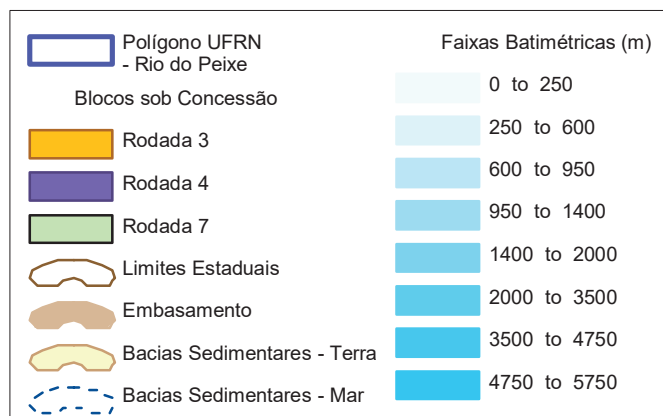 Polígono UFRN
- Rio do Peixe
Blocos sob Concessão
Rodada 3
Rodada 4
Rodada 7
Limites Estaduais
Embasamento
Bacias Sedimentares - Terra
Bacias Sedimentares - Mar
Faixas Batimétricas (m)
0 to 250
250 to 600
600 to 950
950 to 1400
1400 to 2000
2000 to 3500
3500 to 4750
4750 to 5750